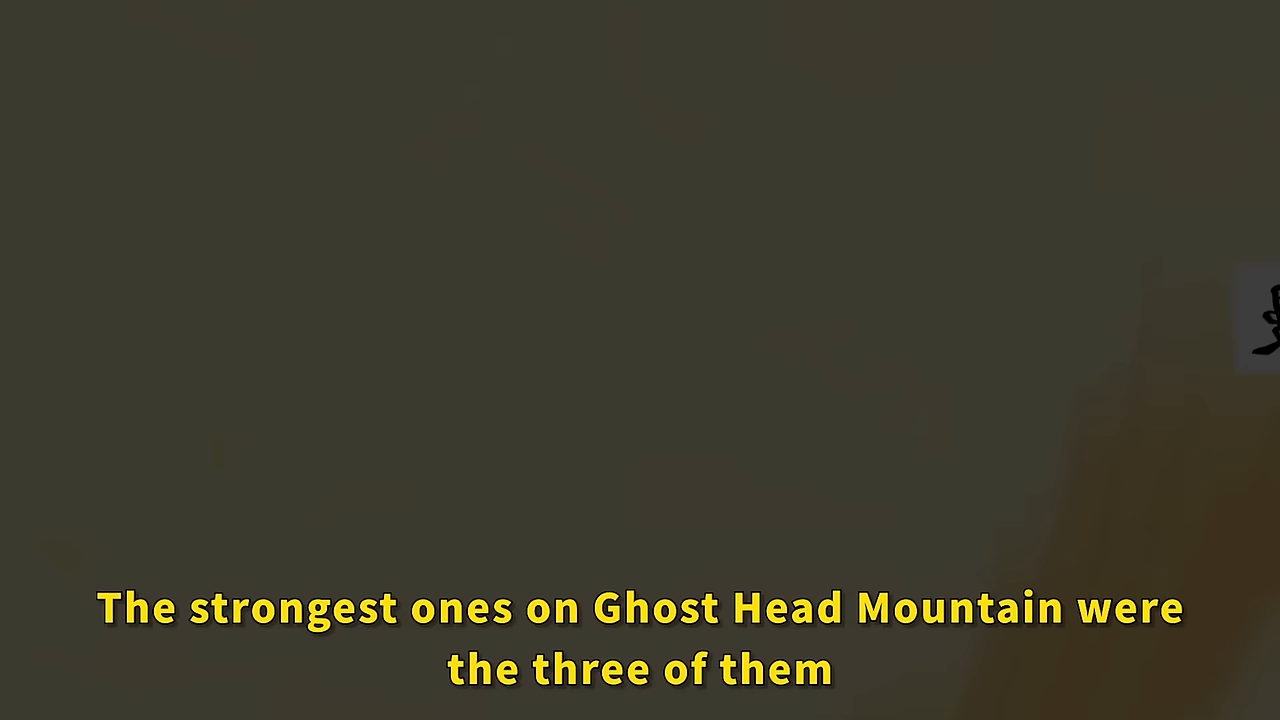 The strongest ones on Ghost Head Mountain were
the three of them